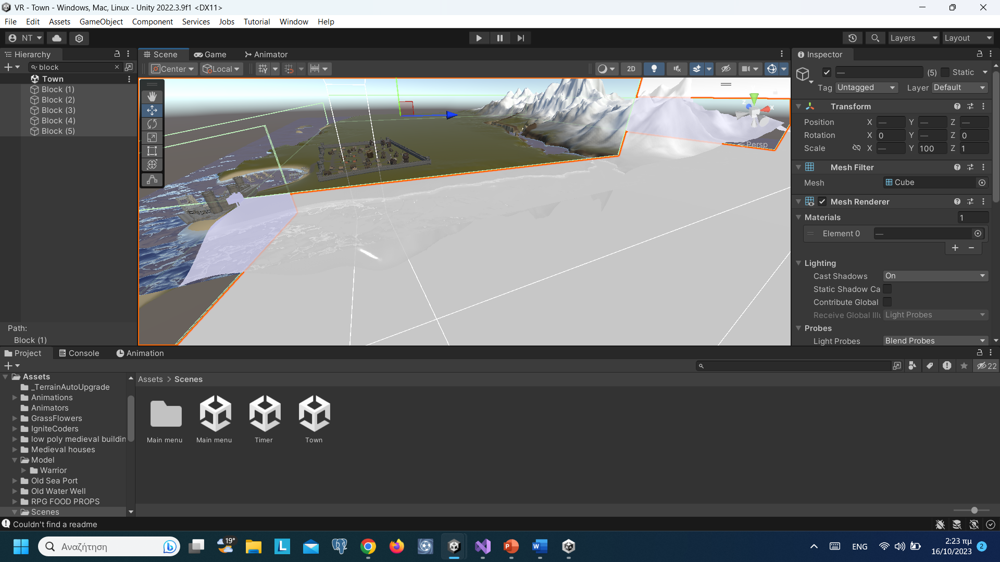 VR - Town - Windows, Mac, Linux - Unity 2022.3.9f1 <DX11>
File Edit Assets GameObject Component Services Jobs Tutorial Window Help
NT Layers Layout
Hierarchy
block
Town
Block (1)
Block (2)
Block (3)
Block (4)
Block (5)
Path:
Block (1)
Scene Game Animator
Center Local 2D
Z X
Persp
Inspector
— (5) Static
Tag Untagged Layer Default
Transform
Position X — Y — Z —
Rotation X 0 Y — Z 0
Scale X — Y 100 Z 1
Mesh Filter
Mesh Cube
Mesh Renderer
Materials 1
Element 0 —
Lighting
Cast Shadows On
Static Shadow Ca
Contribute Global
Receive Global Illu Light Probes
Probes
Light Probes Blend Probes
Project Console Animation
22
Assets
_TerrainAutoUpgrade
Animations
Animators
GrassFlowers
IgniteCoders
low poly medieval buildin
Medieval houses
Model
Warrior
Old Sea Port
Old Water Well
RPG FOOD PROPS
Scenes
Assets > Scenes
Main menu Main menu Timer Town
Couldn't find a readme
Αναζήτηση
19°
ENG
2:23 πμ
16/10/2023
2